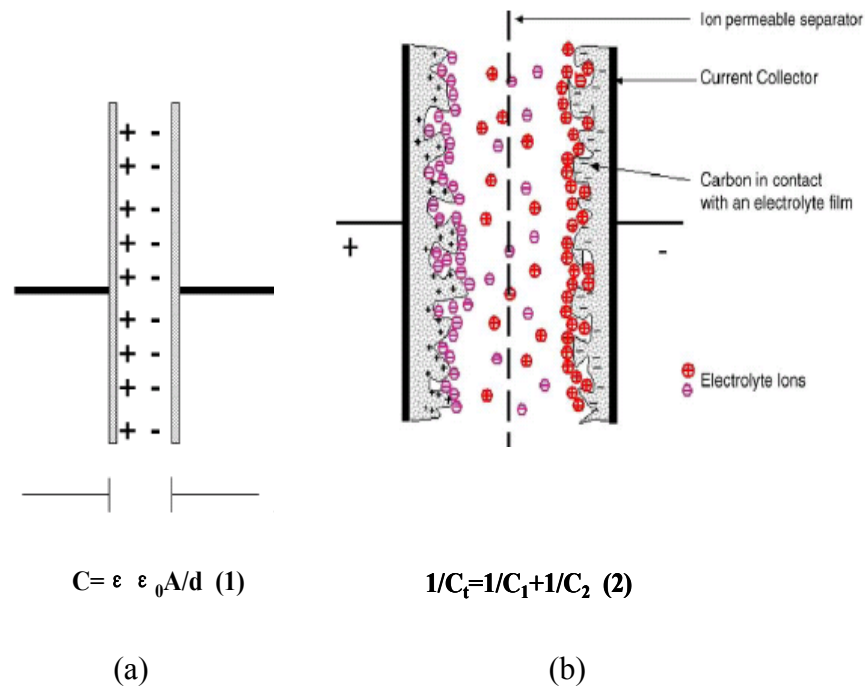 Ion permeable separator
Current Collector
Carbon in contact
with an electrolyte film
+ -
+ -
+ -
+ -
+ -
+ -
+ -
+ -
+ -
+
-
Electrolyte Ions
C= ε ε₀A/d (1)
1/Cₜ=1/C₁+1/C₂ (2)
(a)
(b)